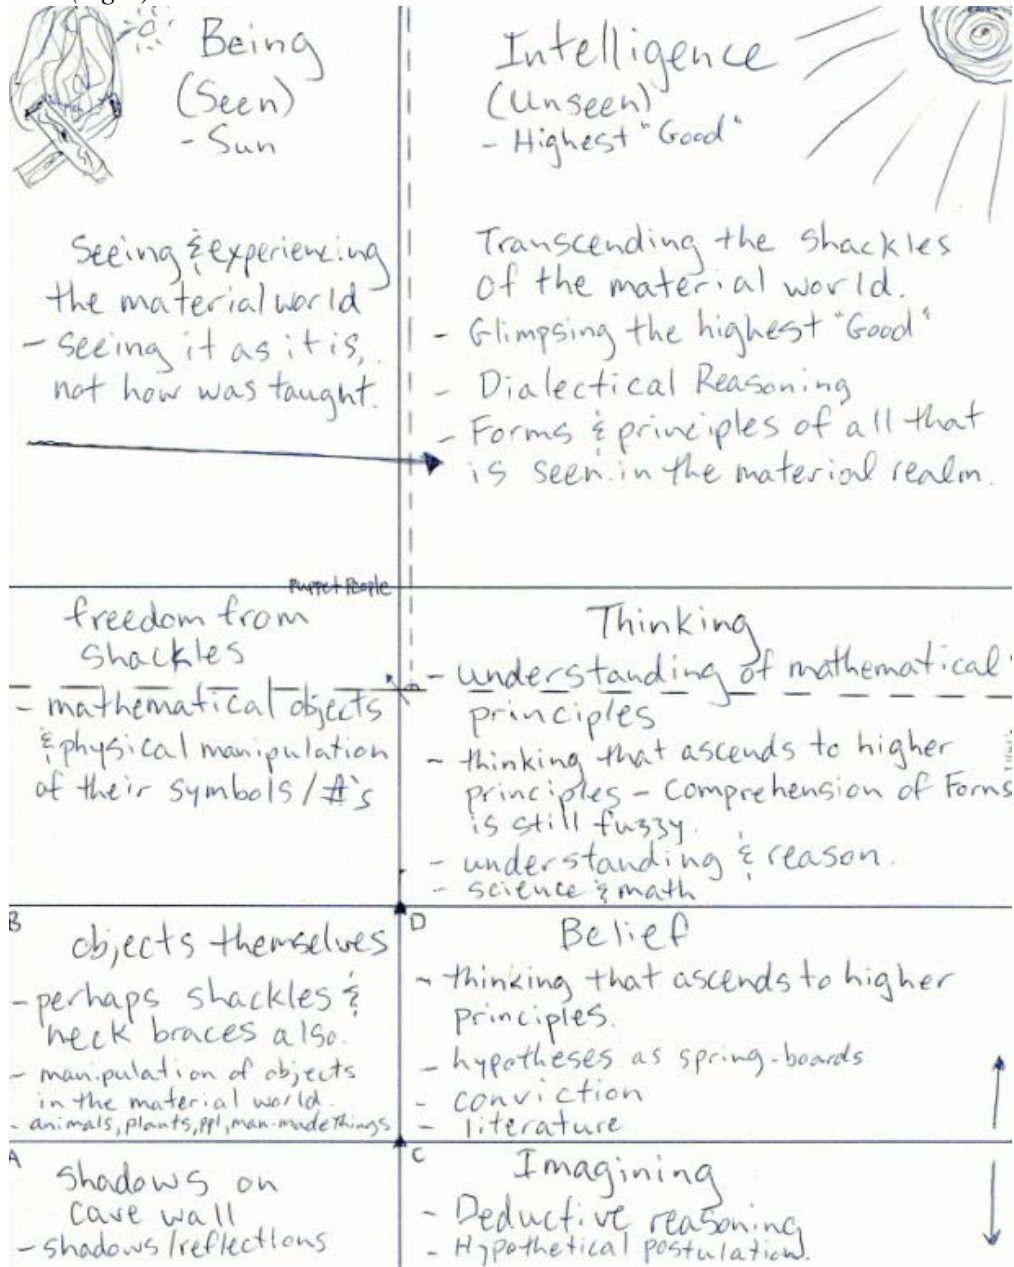 Being
(Seen)
- Sun
Intelligence
(Unseen)
- Highest "Good"
Seeing & experiencing
the material world
- seeing it as it is,
not how was taught.
Transcending the shackles
of the material world.
- Glimpsing the highest "Good"
- Dialectical Reasoning
- Forms & principles of all that
is seen in the material realm.
Puppet People
freedom from
shackles
- mathematical objects
& physical manipulation
of their symbols/#'s
Thinking
- understanding of mathematical
principles
- thinking that ascends to higher
principles - Comprehension of Forms
is still fuzzy.
- understanding & reason.
- science & math
B
objects themselves
- perhaps shackles &
neck braces also.
- manipulation of objects
in the material world.
- animals, plants, ppl, man-made things
D
Belief
- thinking that ascends to higher
principles.
- hypotheses as spring-boards
- conviction
- literature
A
shadows on
cave wall
- shadows/reflections
C
Imagining
- Deductive reasoning
- Hypothetical postulation.